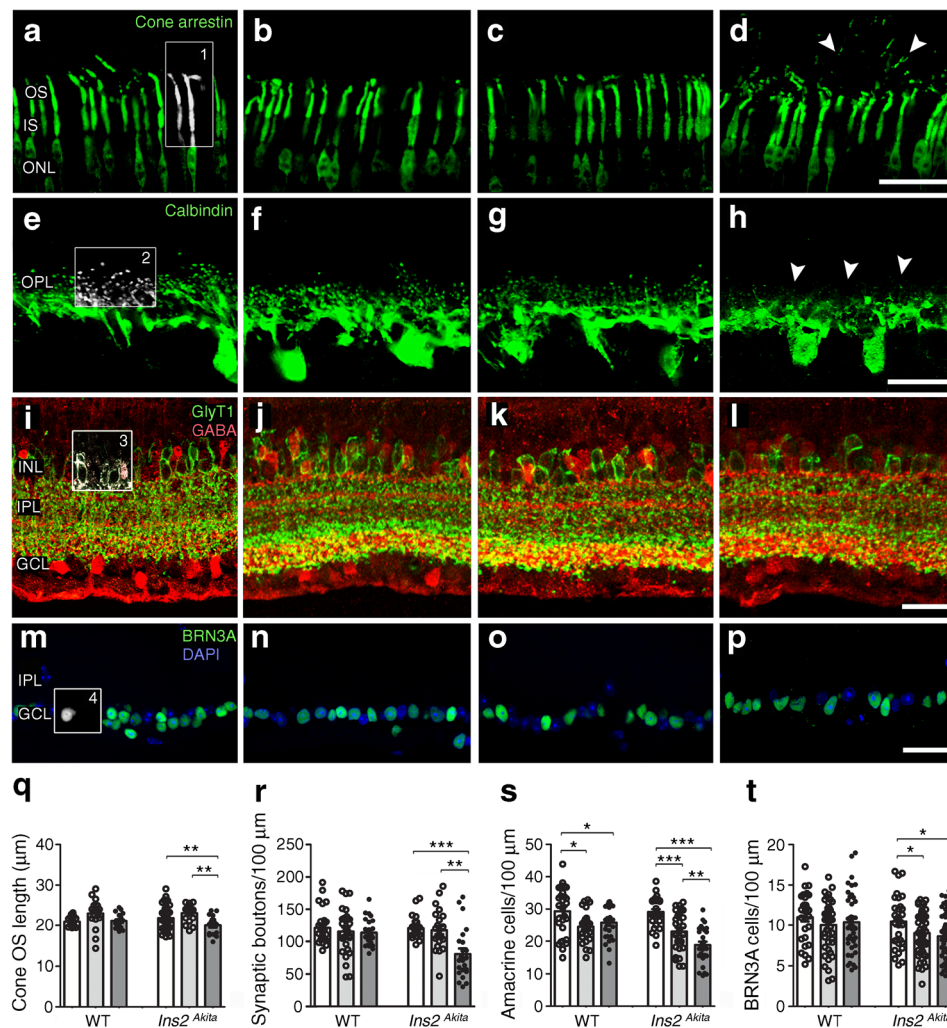 Cone arrestin
a
1
b
c
d
OS
IS
ONL
e
Calbindin
2
f
g
h
OPL
i
GlyT1
GABA
3
j
k
l
INL
IPL
GCL
m
BRN3A
DAPI
4
n
o
p
IPL
GCL
q
Cone OS length (μm)
40
30
20
10
0
**
**
WT
Ins2 Akita
r
Synaptic boutons/100 μm
250
200
150
100
50
0
***
**
WT
Ins2 Akita
s
Amacrine cells/100 μm
50
40
30
20
10
0
*
*
***
***
**
WT
Ins2 Akita
t
BRN3A cells/100 μm
20
15
10
5
0
*
*
WT
Ins2 Akita